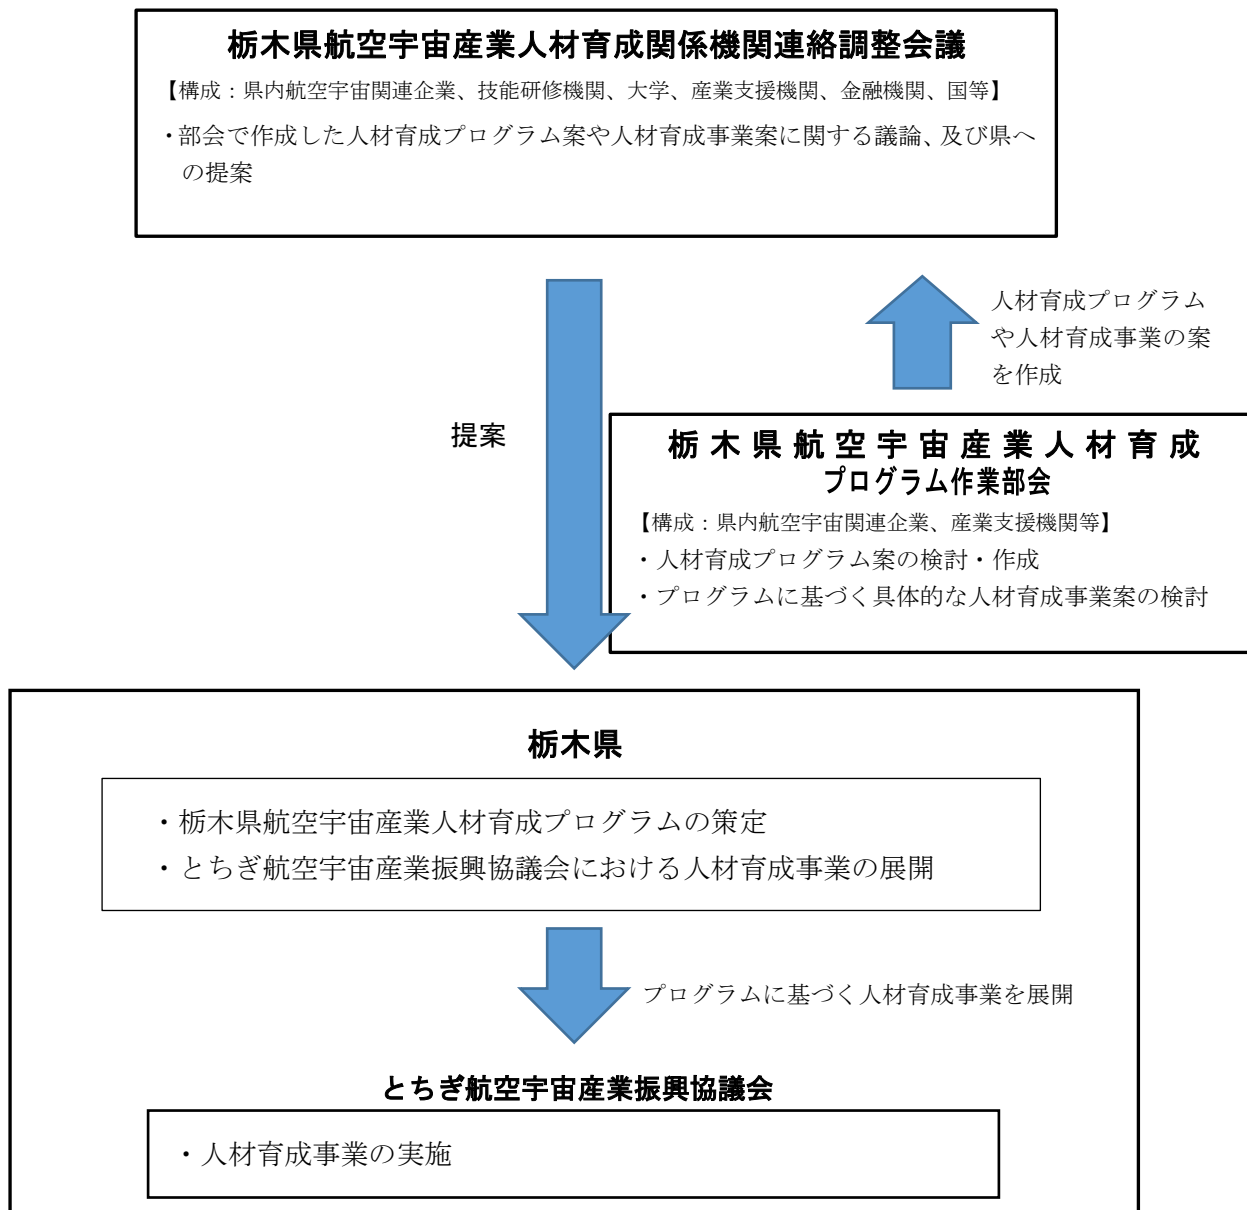 栃木県航空宇宙産業人材育成関係機関連絡調整会議
【構成：県内航空宇宙関連企業、技能研修機関、大学、産業支援機関、金融機関、国等】
・部会で作成した人材育成プログラム案や人材育成事業案に関する議論、及び県へ
の提案
人材育成プログラム
や人材育成事業の案
を作成
提案
栃木県航空宇宙産業人材育成
プログラム作業部会
【構成：県内航空宇宙関連企業、産業支援機関等】
・人材育成プログラム案の検討・作成
・プログラムに基づく具体的な人材育成事業案の検討
栃木県
・栃木県航空宇宙産業人材育成プログラムの策定
・とちぎ航空宇宙産業振興協議会における人材育成事業の展開
プログラムに基づく人材育成事業を展開
とちぎ航空宇宙産業振興協議会
・人材育成事業の実施